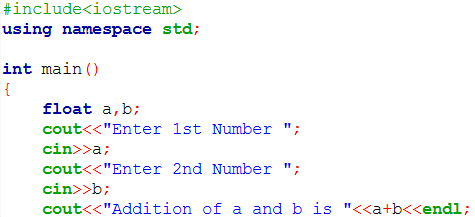 #include<iostream>
using namespace std;
int main()
{
float a,b;
cout<<"Enter 1st Number ";
cin>>a;
cout<<"Enter 2nd Number ";
cin>>b;
cout<<"Addition of a and b is "<<a+b<<endl;